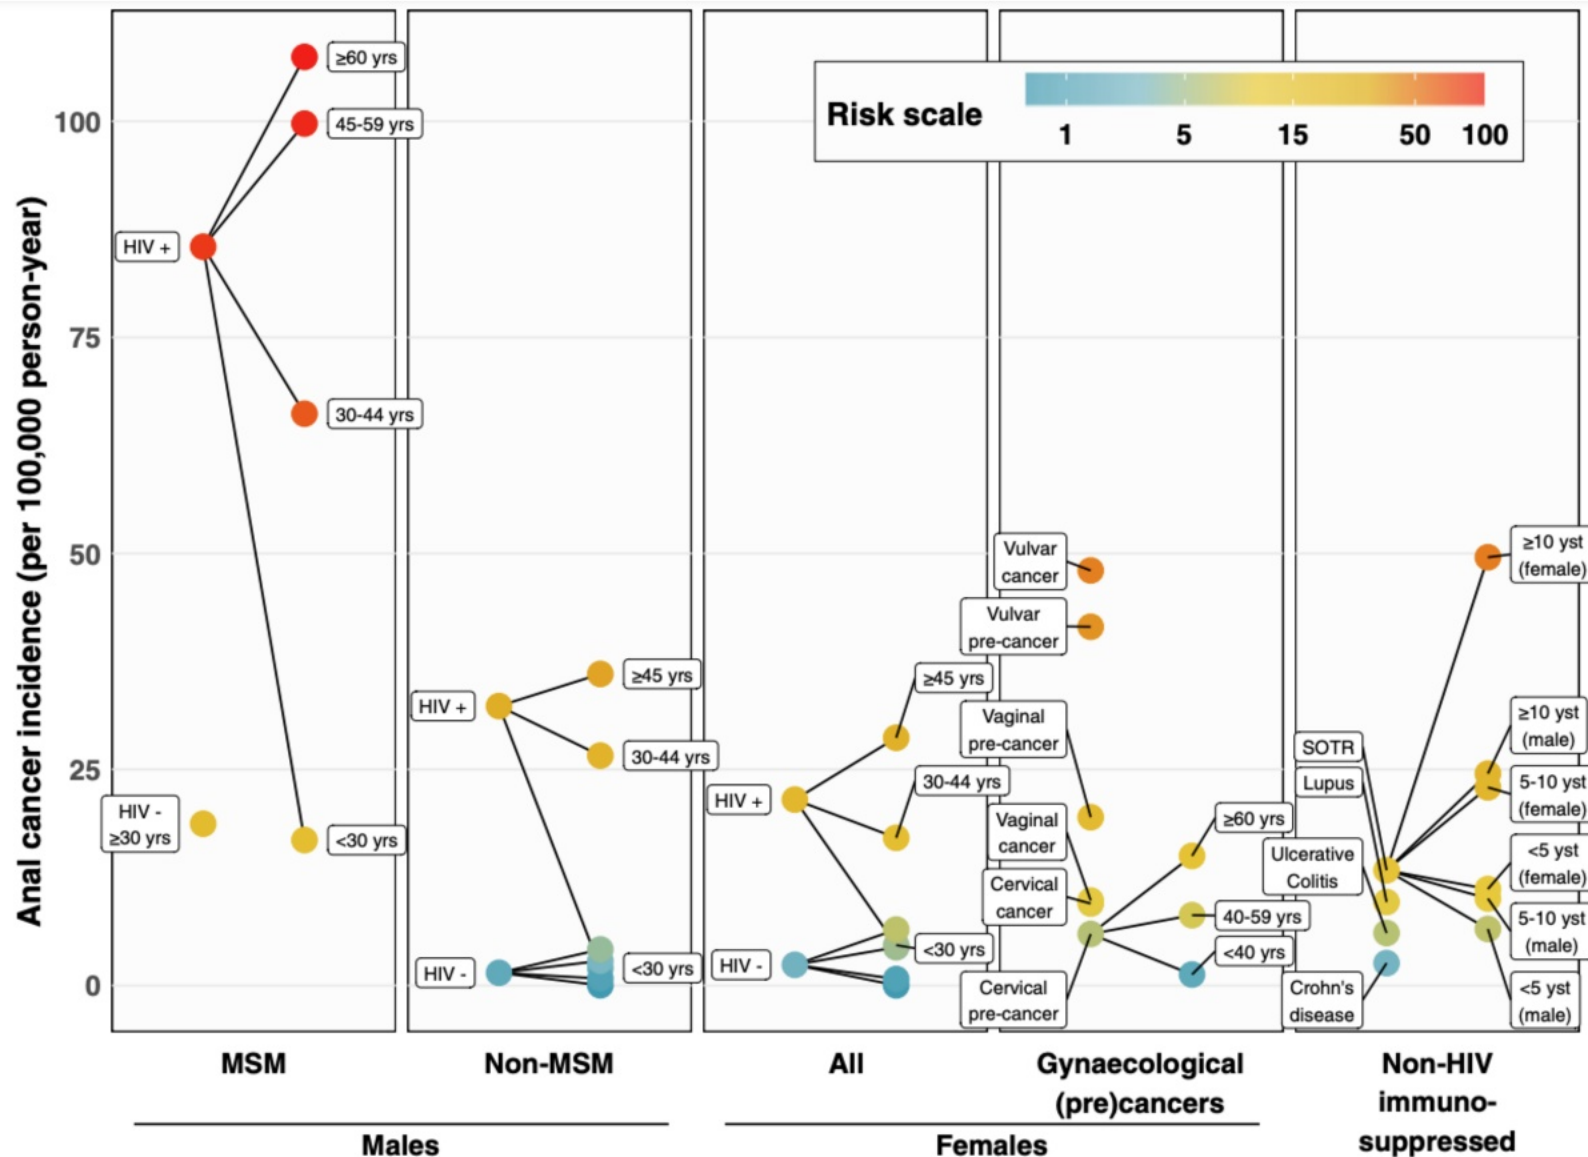 Anal cancer incidence (per 100,000 person-year)
100
75
50
25
0
≥60 yrs
45-59 yrs
HIV +
30-44 yrs
HIV -
≥30 yrs
<30 yrs
≥45 yrs
HIV +
30-44 yrs
HIV -
<30 yrs
≥45 yrs
30-44 yrs
HIV +
HIV -
<30 yrs
Risk scale
1
5
15
50
100
Vulvar
cancer
Vulvar
pre-cancer
Vaginal
pre-cancer
Vaginal
cancer
Cervical
cancer
Cervical
pre-cancer
≥60 yrs
40-59 yrs
<40 yrs
SOTR
Lupus
Ulcerative
Colitis
Crohn's
disease
≥10 yst
(female)
≥10 yst
(male)
5-10 yst
(female)
<5 yst
(female)
5-10 yst
(male)
<5 yst
(male)
MSM
Non-MSM
All
Gynaecological
(pre)cancers
Non-HIV
immuno-
suppressed
Males
Females